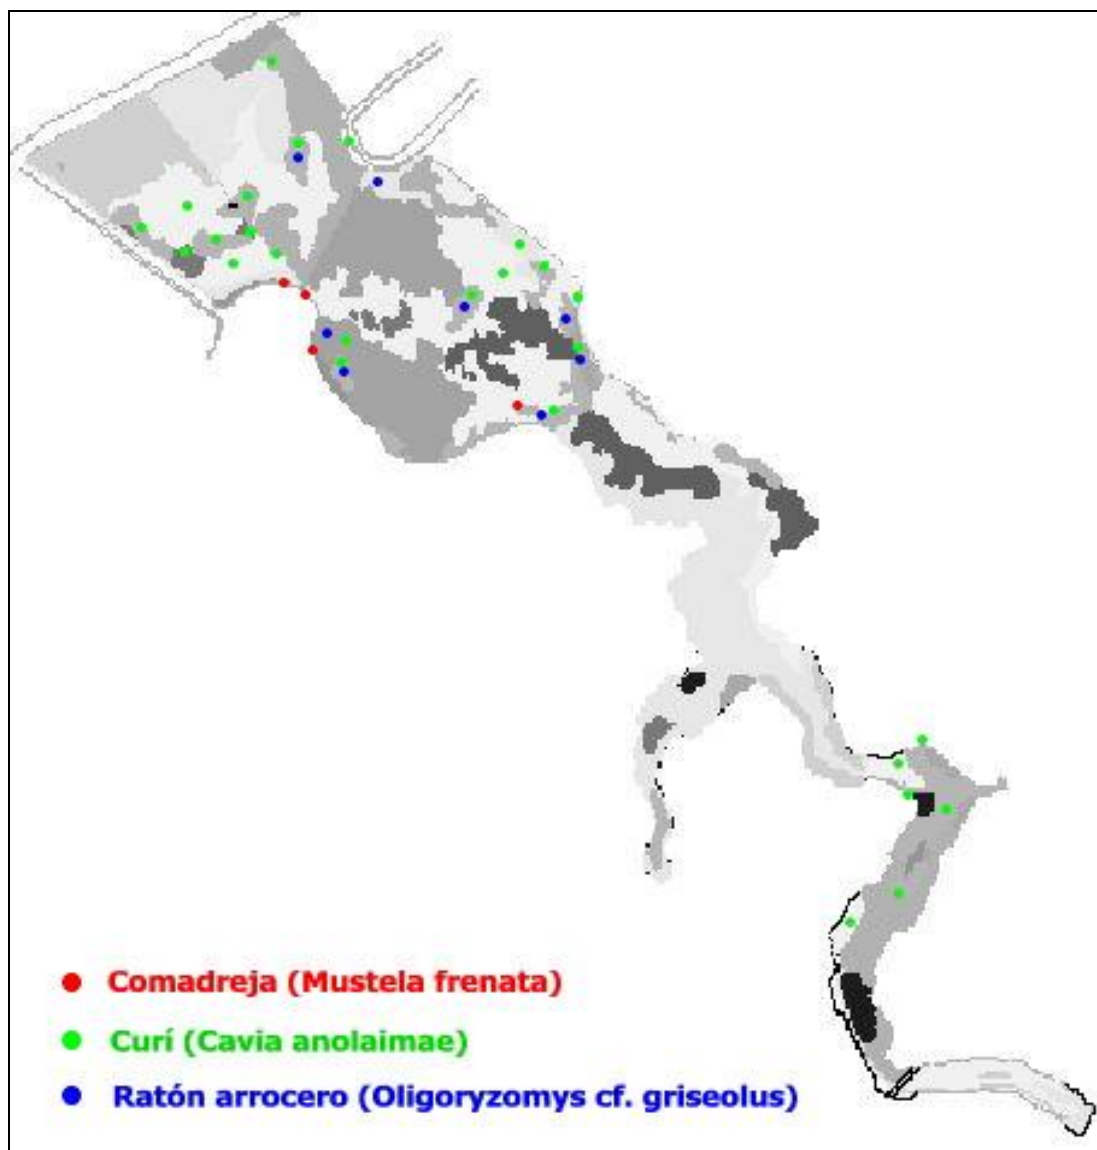 Comadreja (Mustela frenata)
Curí (Cavia anolaimae)
Ratón arrocero (Oligoryzomys cf. griseolus)